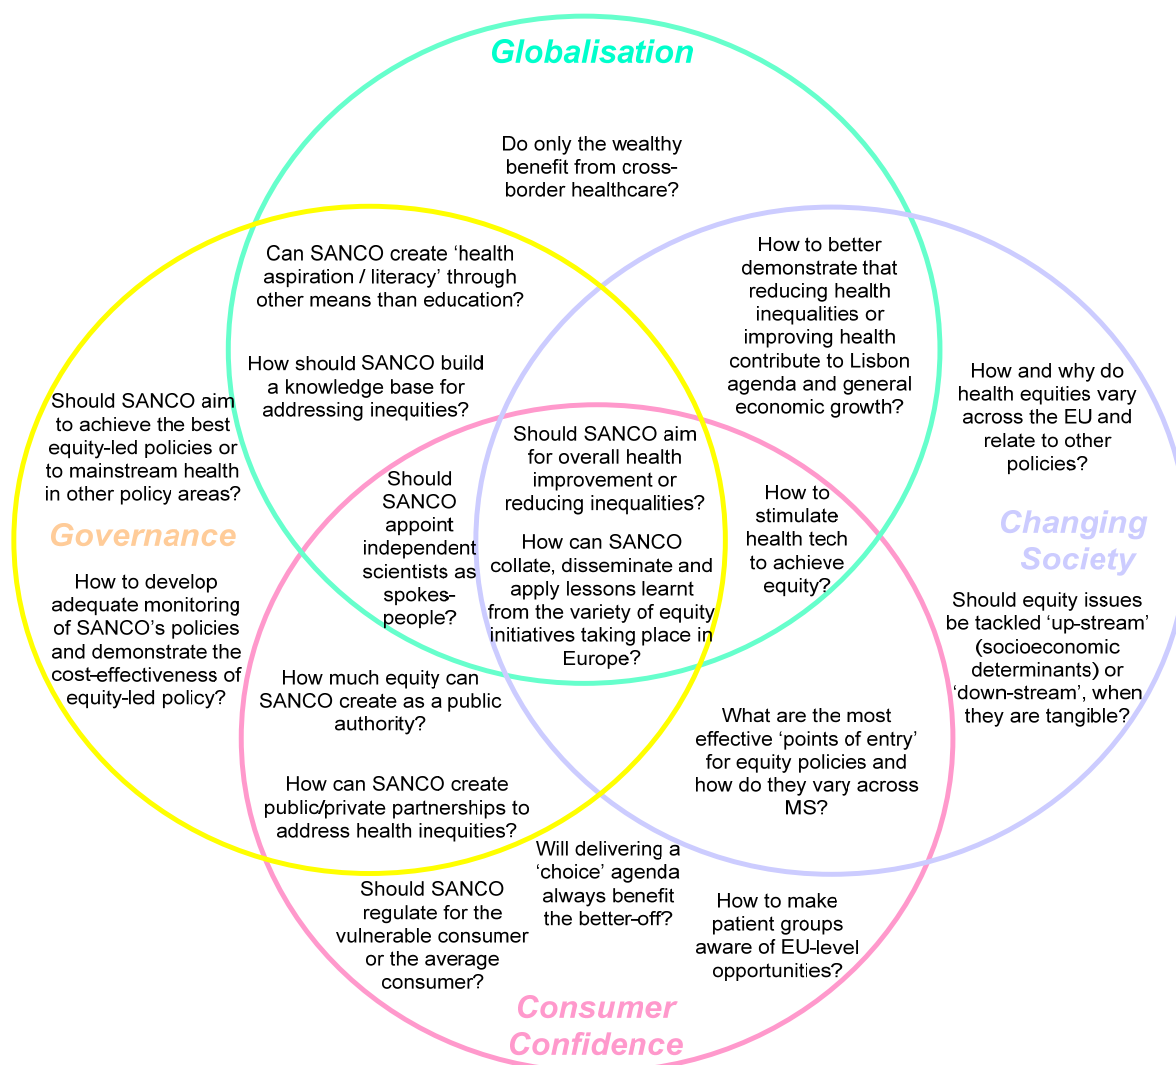 Globalisation
Do only the wealthy
benefit from cross-
border healthcare?
Can SANCO create ‘health
aspiration / literacy’ through
other means than education?
How to better
demonstrate that
reducing health
inequalities or
improving health
contribute to Lisbon
agenda and general
economic growth?
How should SANCO build
a knowledge base for
addressing inequities?
Should SANCO aim
to achieve the best
equity-led policies or
to mainstream health
in other policy areas?
How and why do
health equities vary
across the EU and
relate to other
policies?
Should SANCO aim
for overall health
improvement or
reducing inequalities?
Should
SANCO
appoint
independent
scientists as
spokes-
people?
How to
stimulate
health tech
to achieve
equity?
Governance
Changing
Society
How can SANCO
collate, disseminate and
apply lessons learnt
from the variety of equity
initiatives taking place in
Europe?
How to develop
adequate monitoring
of SANCO’s policies
and demonstrate the
cost-effectiveness of
equity-led policy?
Should equity issues
be tackled ‘up-stream’
(socioeconomic
determinants) or
‘down-stream’, when
they are tangible?
How much equity can
SANCO create as a public
authority?
What are the most
effective ‘points of entry’
for equity policies and
how do they vary across
MS?
How can SANCO create
public/private partnerships to
address health inequities?
Will delivering a
‘choice’ agenda
always benefit
the better-off?
Should SANCO
regulate for the
vulnerable consumer
or the average
consumer?
How to make
patient groups
aware of EU-level
opportunities?
Consumer
Confidence